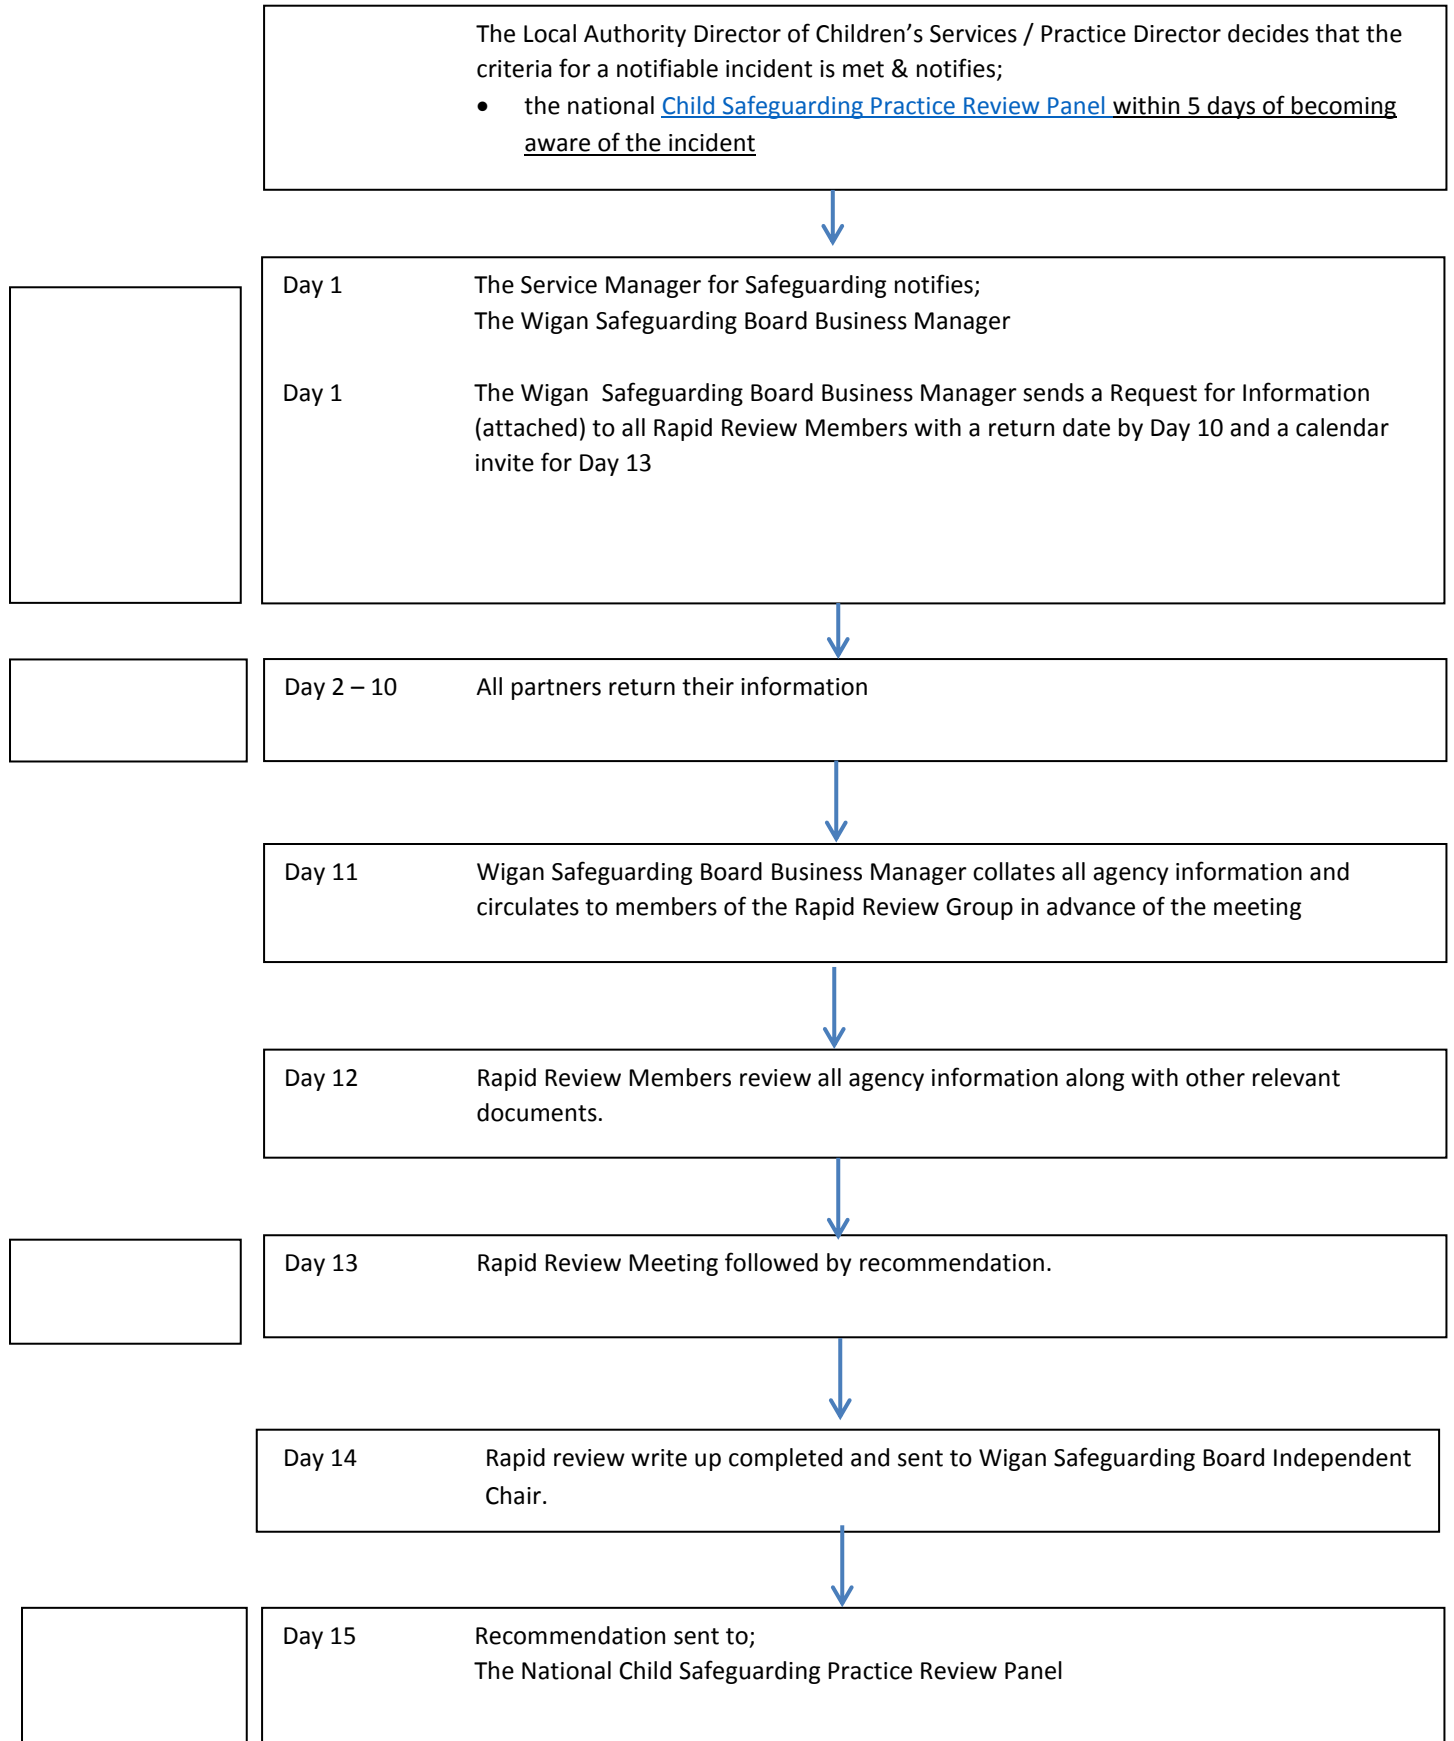 The Local Authority Director of Children’s Services / Practice Director decides that the
criteria for a notifiable incident is met & notifies;
• the national Child Safeguarding Practice Review Panel within 5 days of becoming
aware of the incident
Day 1 The Service Manager for Safeguarding notifies;
The Wigan Safeguarding Board Business Manager
Day 1 The Wigan  Safeguarding Board Business Manager sends a Request for Information
(attached) to all Rapid Review Members with a return date by Day 10 and a calendar
invite for Day 13
Day 2 – 10 All partners return their information
Day 11 Wigan Safeguarding Board Business Manager collates all agency information and
circulates to members of the Rapid Review Group in advance of the meeting
Day 12 Rapid Review Members review all agency information along with other relevant
documents.
Day 13 Rapid Review Meeting followed by recommendation.
Day 14 Rapid review write up completed and sent to Wigan Safeguarding Board Independent
Chair.
Day 15 Recommendation sent to;
The National Child Safeguarding Practice Review Panel